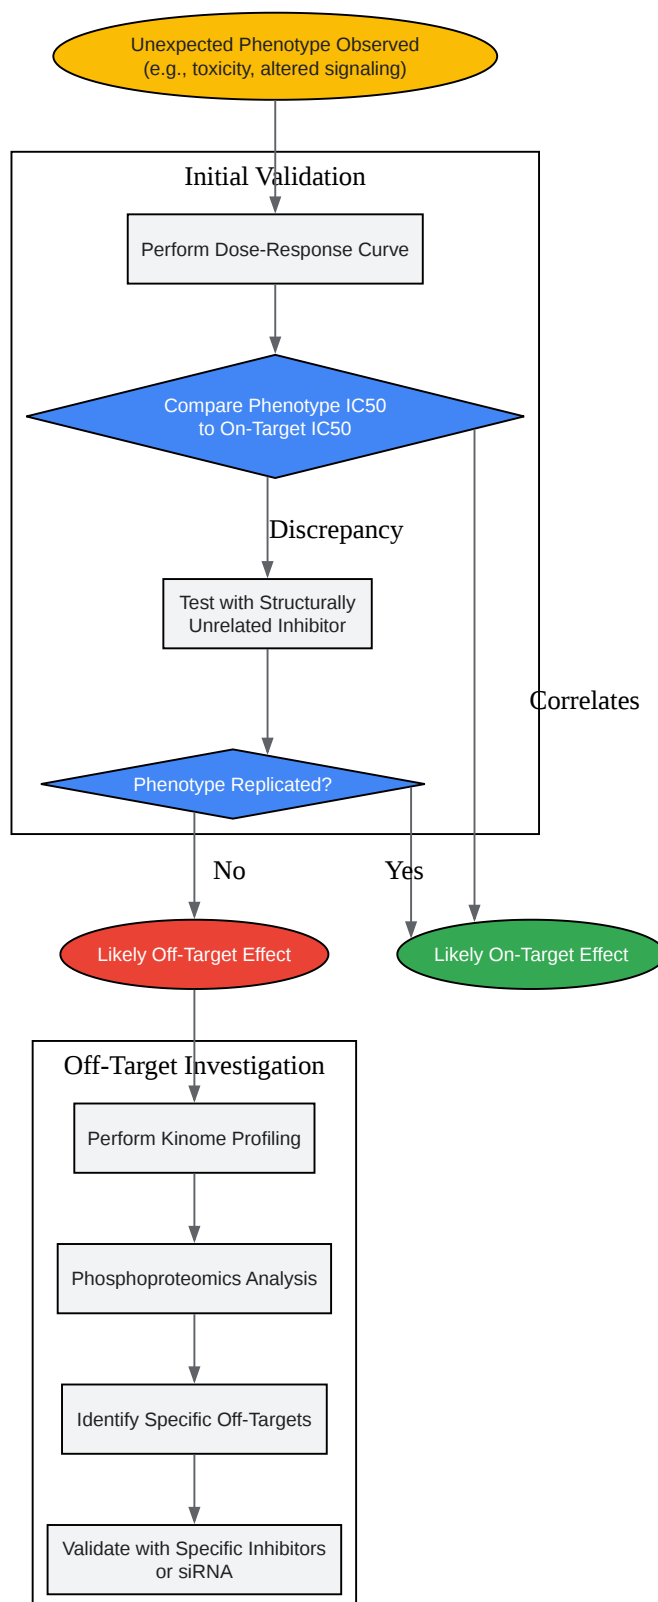 Unexpected Phenotype Observed
(e.g., toxicity, altered signaling)
Initial Validation
Perform Dose-Response Curve
Compare Phenotype IC50
to On-Target IC50
Discrepancy
Test with Structurally
Unrelated Inhibitor
Correlates
Phenotype Replicated?
No
Yes
Likely Off-Target Effect
Likely On-Target Effect
Off-Target Investigation
Perform Kinome Profiling
Phosphoproteomics Analysis
Identify Specific Off-Targets
Validate with Specific Inhibitors
or siRNA